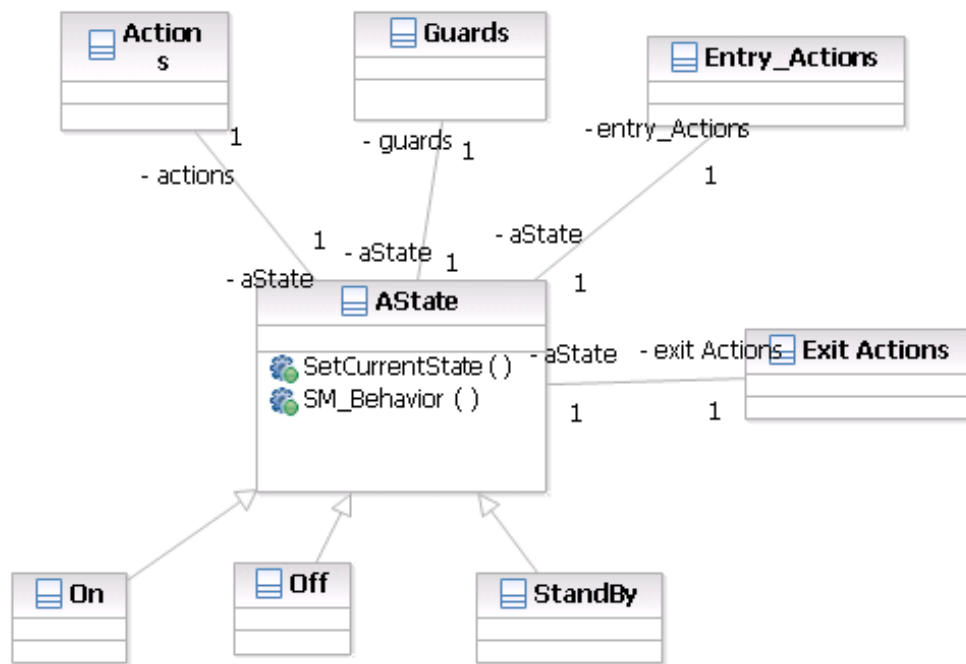 Action
s
Guards
Entry_Actions
1
- actions
- guards
1
- entry_Actions
1
1
- aState
- aState
1
- aState
1
AState
SetCurrentState ( )
SM_Behavior ( )
- aState
- exit Actions
Exit Actions
1
1
On
Off
StandBy